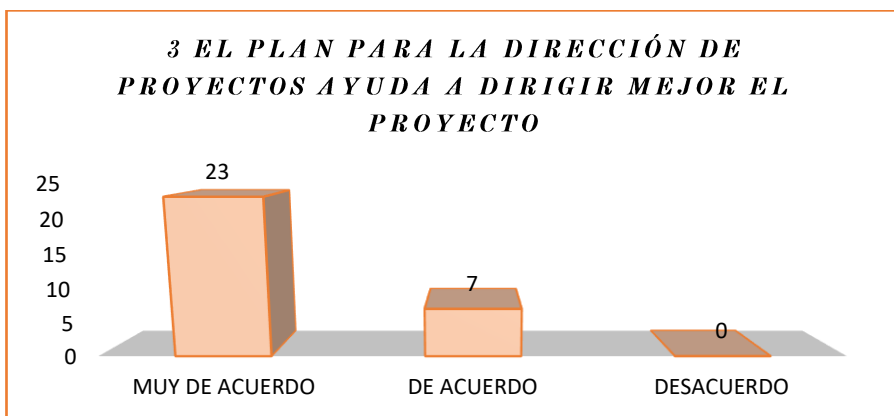 3 EL PLAN PARA LA DIRECCIÓN DE
PROYECTOS AYUDA A DIRIGIR MEJOR EL
PROYECTO
23
25
20
15
10
5
0
7
0
MUY DE ACUERDO
DE ACUERDO
DESACUERDO